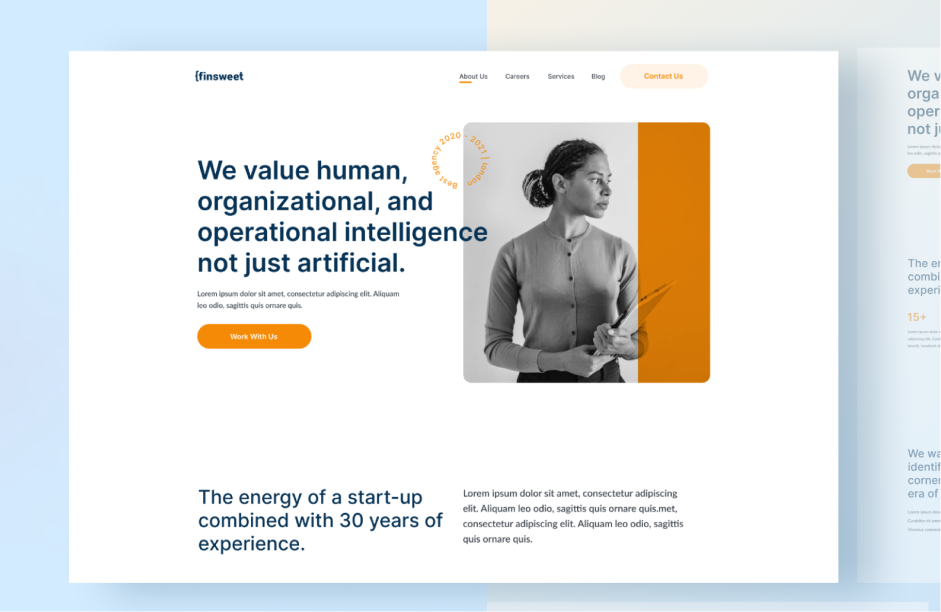 {finsweet
About Us
Careers
Services
Blog
Contact Us
Best agency 2020 - 2021 | london
We value human,
organizational, and
operational intelligence
not just artificial.
Lorem ipsum dolor sit amet, consectetur adipiscing elit. Aliquam
leo odio, sagittis quis ornare quis.
Work With Us
The energy of a start-up
combined with 30 years of
experience.
Lorem ipsum dolor sit amet, consectetur adipiscing
elit. Aliquam leo odio, sagittis quis ornare quis.met,
consectetur adipiscing elit. Aliquam leo odio, sagittis
quis ornare quis.
We v
orga
oper
not ju
The en
combi
experi
15+
We wa
identif
corner
era of